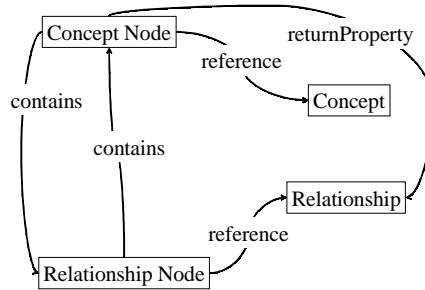 Concept Node
returnProperty
reference
Concept
contains
contains
Relationship
reference
Relationship Node